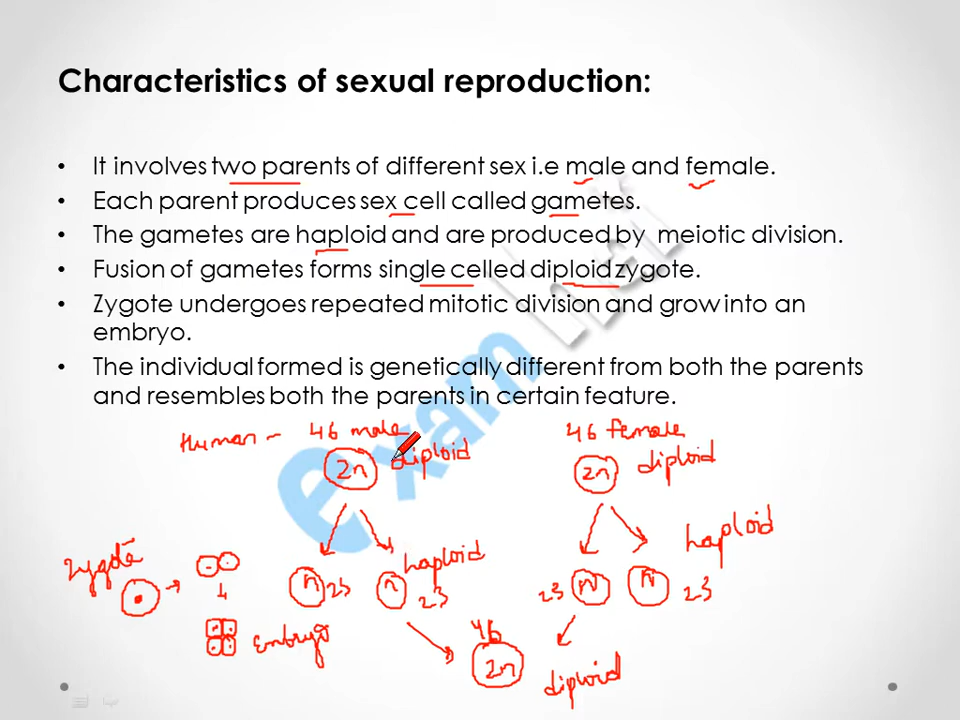 Characteristics of sexual reproduction:
• It involves two parents of different sex i.e male and female.
• Each parent produces sex cell called gametes.
• The gametes are haploid and are produced by meiotic division.
• Fusion of gametes forms single celled diploid zygote.
• Zygote undergoes repeated mitotic division and grow into an
embryo.
• The individual formed is genetically different from both the parents
and resembles both the parents in certain feature.
Human - 46 male 46 female
2n diploid 2n diploid
haploid haploid
zygote
n 23 n 23 23 n n 23
Embryo 46
2n diploid
examhelf